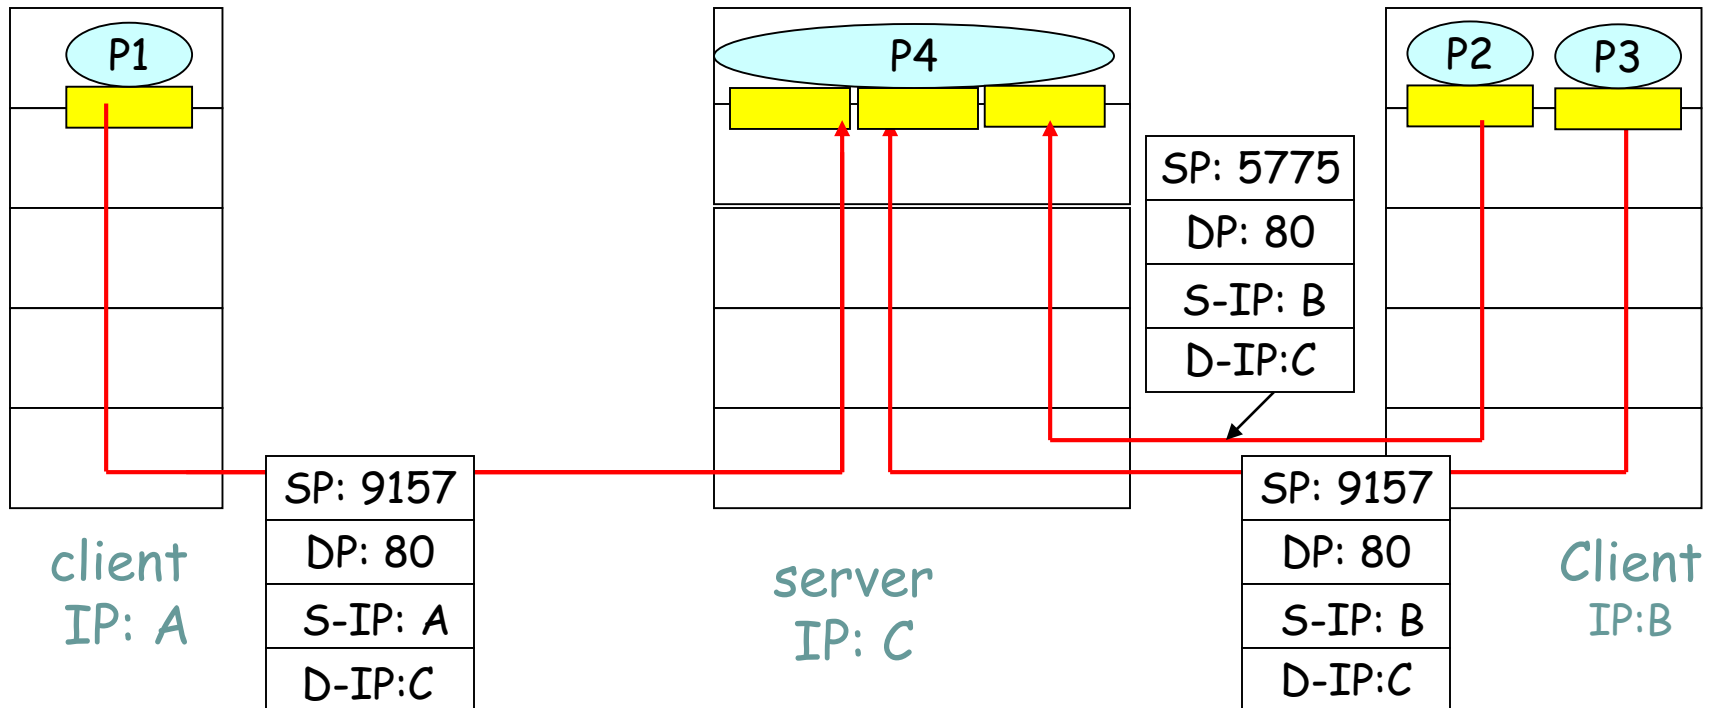 P1
P4
P2
P3
SP: 5775
DP: 80
S-IP: B
D-IP:C
SP: 9157
DP: 80
S-IP: A
D-IP:C
SP: 9157
DP: 80
S-IP: B
D-IP:C
client
IP: A
server
IP: C
Client
IP:B